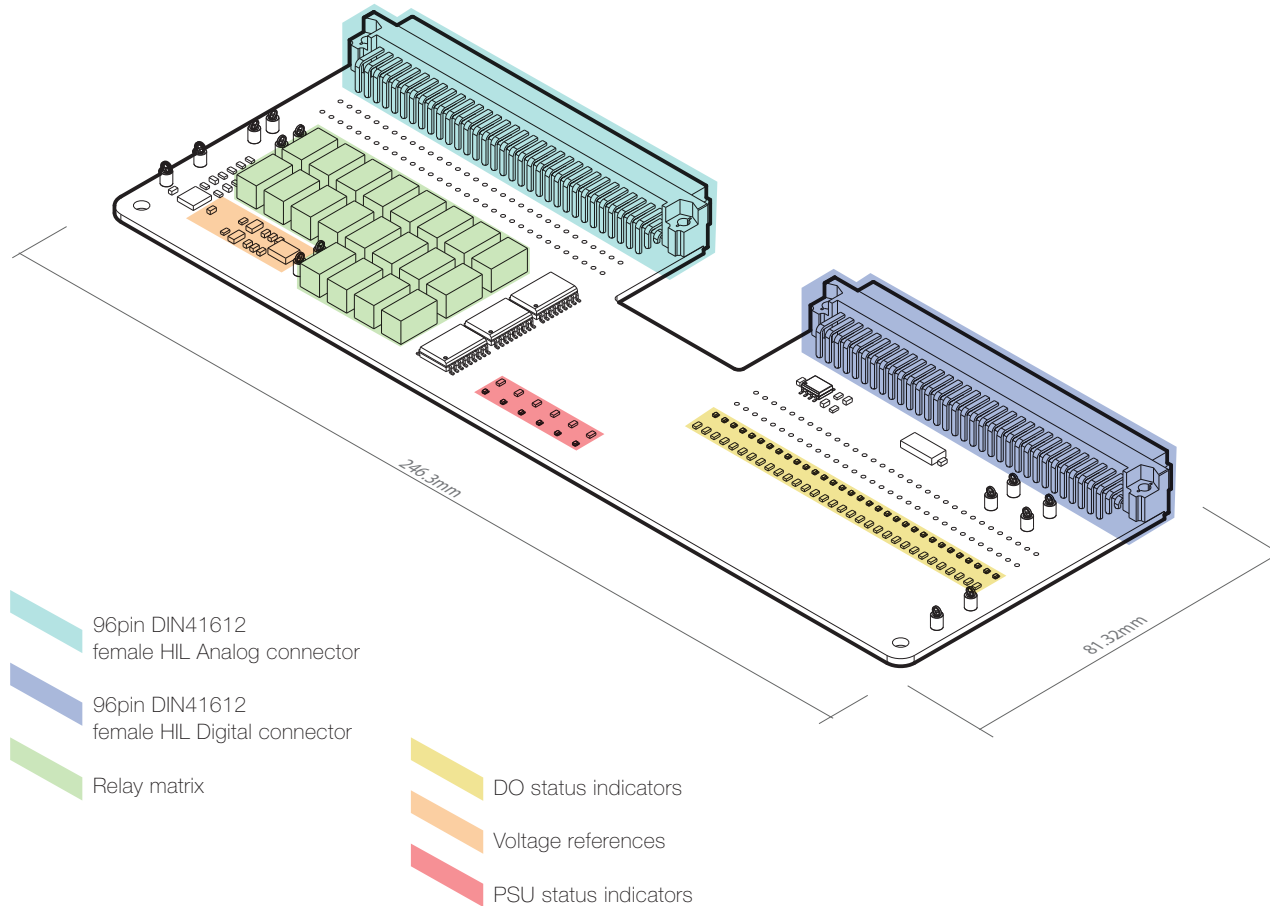 246.3mm
81.32mm
96pin DIN41612
female HIL Analog connector
96pin DIN41612
female HIL Digital connector
Relay matrix
DO status indicators
Voltage references
PSU status indicators